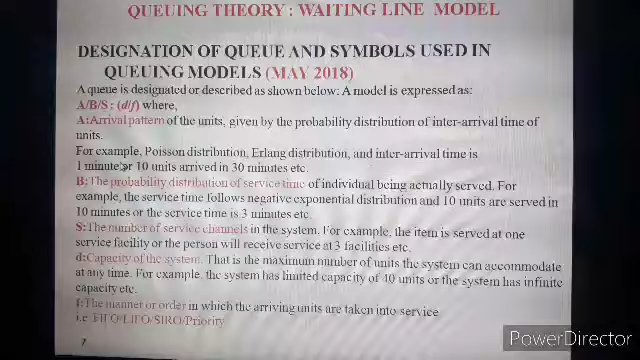 QUEUING THEORY : WAITING LINE MODEL
DESIGNATION OF QUEUE AND SYMBOLS USED IN
QUEUING MODELS (MAY 2018)
A queue is designated or described as shown below: A model is expressed as:
A/B/S : (d/f) where,
A:Arrival pattern of the units, given by the probability distribution of inter-arrival time of
units.
For example, Poisson distribution, Erlang distribution, and inter-arrival time is
1 minute or 10 units arrived in 30 minutes etc.
B:The probability distribution of service time of individual being actually served. For
example, the service time follows negative exponential distribution and 10 units are served in
10 minutes or the service time is 3 minutes etc.
S:The number of service channels in the system. For example, the item is served at one
service facility or the person will receive service at 3 facilities etc.
d:Capacity of the system. That is the maximum number of units the system can accommodate
at any time. For example, the system has limited capacity of 40 units or the system has infinite
capacity etc.
f:The manner or order in which the arriving units are taken into service
i.e FIFO/LIFO/SIRO/Priority
7
PowerDirector